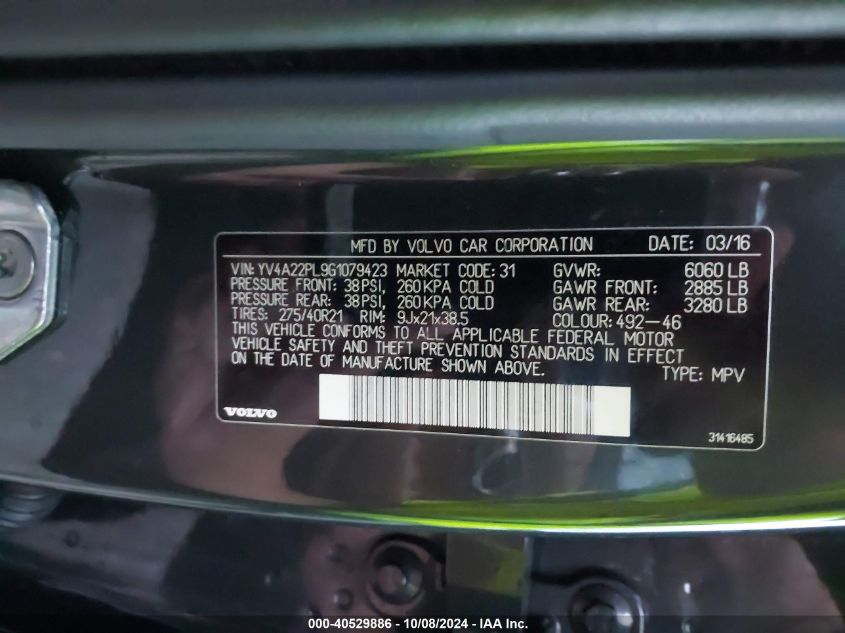 MFD BY VOLVO CAR CORPORATION DATE: 03/16
VIN: YV4A22PL9G1079423 MARKET CODE: 31 GVWR: 6060 LB
PRESSURE FRONT: 38PSI, 260KPA COLD GAWR FRONT: 2885 LB
PRESSURE REAR: 38PSI, 260KPA COLD GAWR REAR: 3280 LB
TIRES: 275/40R21 RIM: 9Jx21x38.5 COLOUR: 492-46
THIS VEHICLE CONFORMS TO ALL APPLICABLE FEDERAL MOTOR
VEHICLE SAFETY AND THEFT PREVENTION STANDARDS IN EFFECT
ON THE DATE OF MANUFACTURE SHOWN ABOVE. TYPE: MPV
VOLVO
31416485
000-40529886 - 10/08/2024 - IAA Inc.